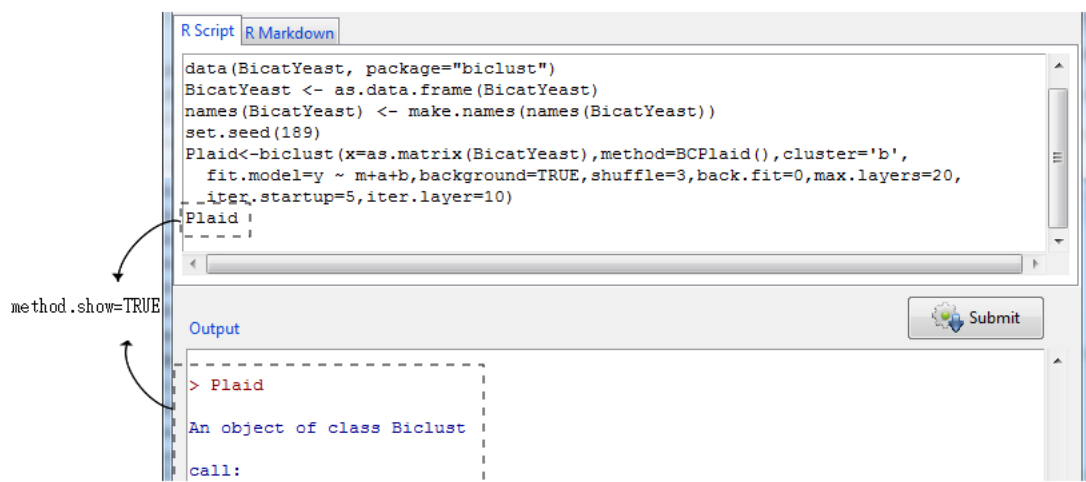 R Script R Markdown
data(BicatYeast, package="biclust")
BicatYeast <- as.data.frame(BicatYeast)
names(BicatYeast) <- make.names(names(BicatYeast))
set.seed(189)
Plaid<-biclust(x=as.matrix(BicatYeast),method=BCPlaid(),cluster='b',
  fit.model=y ~ m+a+b,background=TRUE,shuffle=3,back.fit=0,max.layers=20,
  iter.startup=5,iter.layer=10)
Plaid
method.show=TRUE
Output
Submit
> Plaid
An object of class Biclust
call: